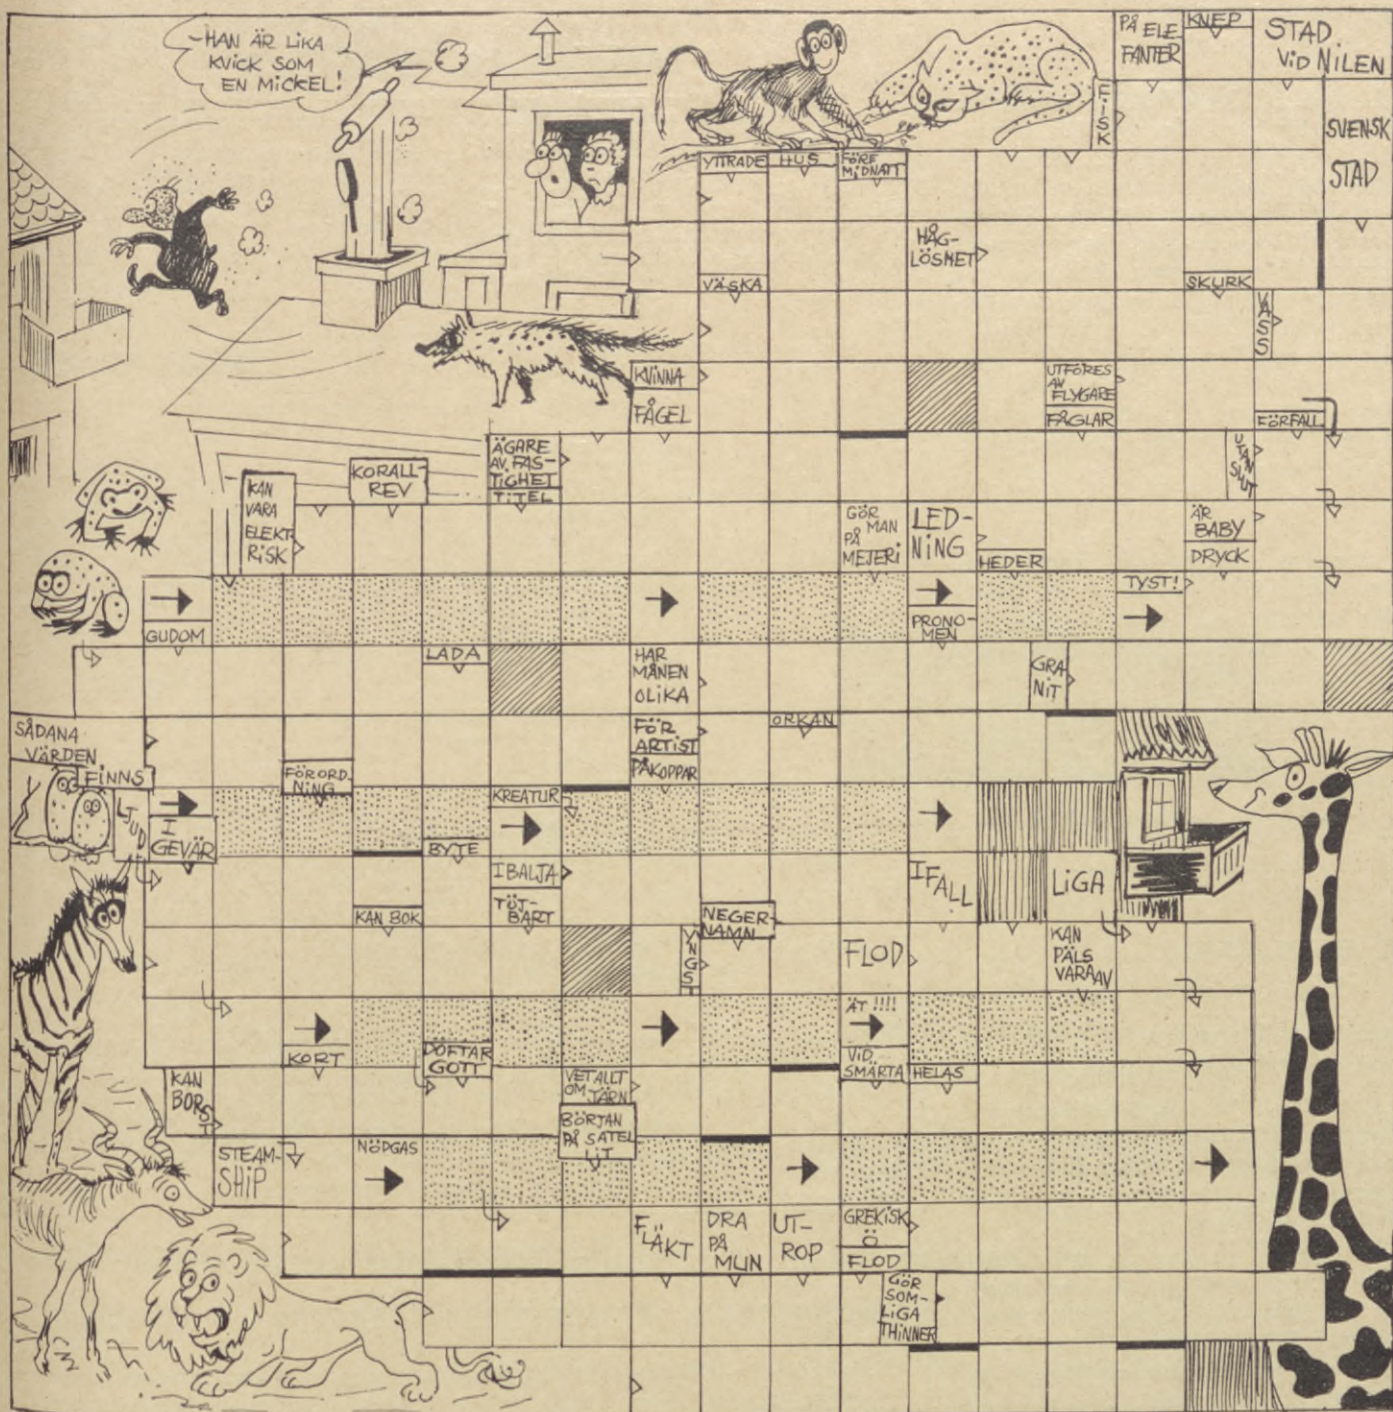 -HAN ÄR LIKA
KVICK SOM
EN MICKEL!
PÅ ELE-
FANTER
KNEP
STAD
VID NILEN
FISK
SVENSK
STAD
YTTRADE
HUS
FÖRE
MIDNATT
HÅG-
LÖSHET
VÄSKA
SKURK
VASS
KVINNA
FÅGEL
UTFÖRES
AV
FLYGARE
FÅGLAR
FÖRFALL
ÄGARE
AV FAS-
TIGHET
TITEL
UTAN
SLUT
KORALL-
REV
KAN
VARA
ELEKT-
RISK
GÖR
MAN
PÅ
MEJERI
LED-
NING
HEDER
ÄR
BABY
DRYCK
GUDOM
PRONO-
MEN
TYST!
LADA
HAR
MÅNEN
OLIKA
GRA-
NIT
SÅDANA
VÄRDEN
FINNS
FÖR
ARTIST
PÅKOPPAR
ORKAN
FÖRORD-
NING
KREATUR
LJUD
I
GEVÄR
BYTE
I BALJA
TÖJ-
BART
IFALL
LIGA
KAN BOK
NEGER-
NAMN
YNGST
FLOD
KAN
PÄLS
VARA AV
KORT
DOFTAR
GOTT
ÄT !!!!
VID
SMÄRTA
HELAS
KAN
BORST
VET ALLT
OM JÄRN
BÖRJAN
PÅ SATEL-
LIT
STEAM-
SHIP
NÖDGAS
FLÄKT
DRA
PÅ
MUN
UT-
ROP
GREKISK
Ö
FLOD
GÖR
SOM-
LIGA
THINNER